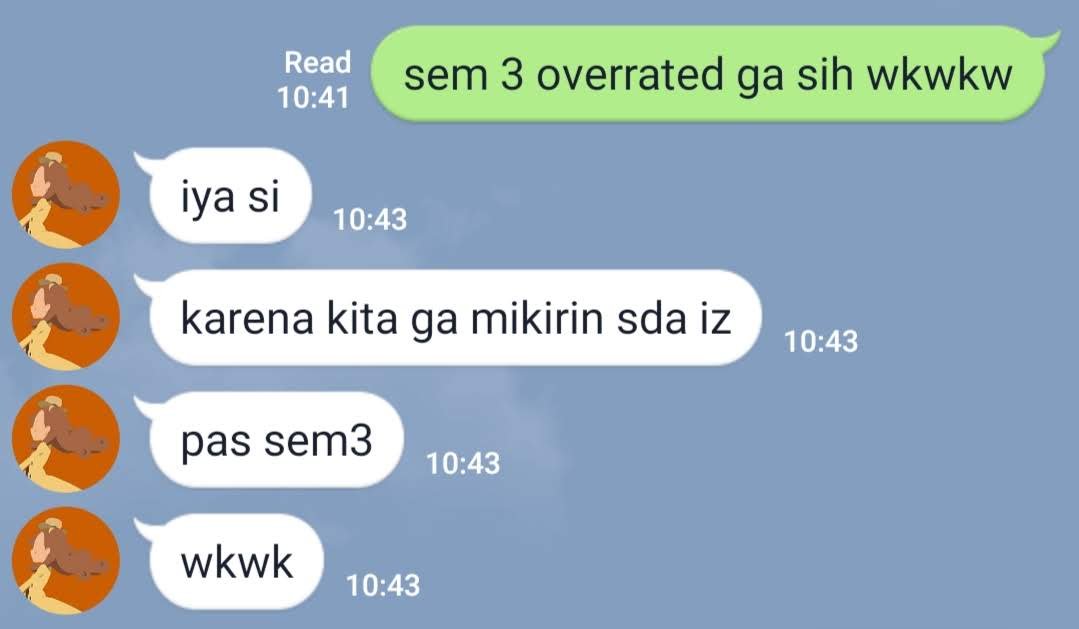 Read
10:41
sem 3 overrated ga sih wkwkw
iya si
10:43
karena kita ga mikirin sda iz
10:43
pas sem3
10:43
wkwk
10:43